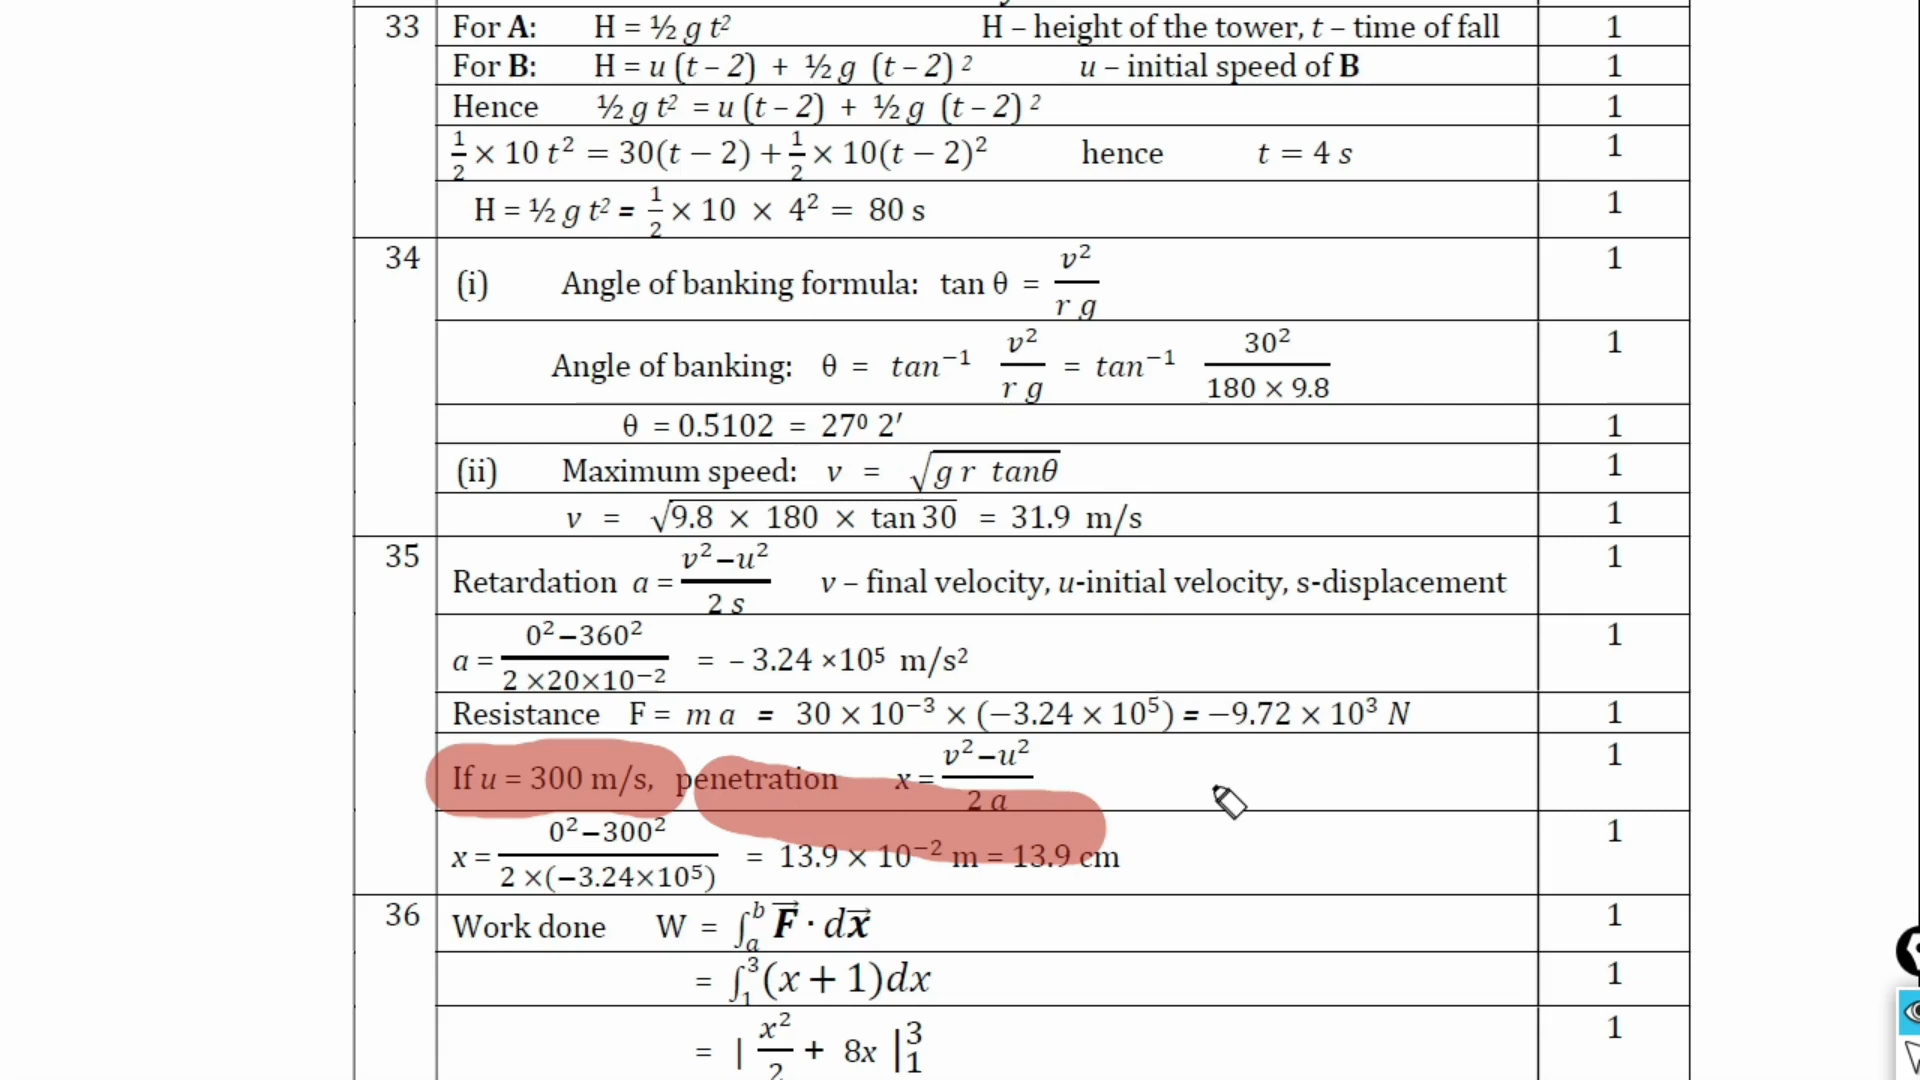 33 For A: H = ½ g t² H – height of the tower, t – time of fall 1
For B: H = u (t – 2) + ½ g (t – 2) ² u – initial speed of B 1
Hence ½ g t² = u (t – 2) + ½ g (t – 2) ² 1
1/2 × 10 t² = 30(t − 2) + 1/2 × 10(t − 2)² hence t = 4 s 1
H = ½ g t² = 1/2 × 10 × 4² = 80 s 1
34 (i) Angle of banking formula: tan θ = v²/r g 1
Angle of banking: θ = tan⁻¹ v²/r g = tan⁻¹ 30²/180 × 9.8 1
θ = 0.5102 = 27⁰ 2′ 1
(ii) Maximum speed: v = √g r tanθ 1
v = √9.8 × 180 × tan 30 = 31.9 m/s 1
35 Retardation a = v²−u²/2 s v – final velocity, u-initial velocity, s-displacement 1
a = 0²−360²/2 ×20×10⁻² = – 3.24 ×10⁵ m/s² 1
Resistance F = m a = 30 × 10⁻³ × (−3.24 × 10⁵) = −9.72 × 10³ N 1
If u = 300 m/s, penetration x = v²−u²/2 a 1
x = 0²−300²/2 ×(−3.24×10⁵) = 13.9 × 10⁻² m = 13.9 cm 1
36 Work done W = ∫ₐᵇ F⃗ · dx⃗ 1
= ∫₁³(x + 1)dx 1
= | x²/2 + 8x |₁³ 1